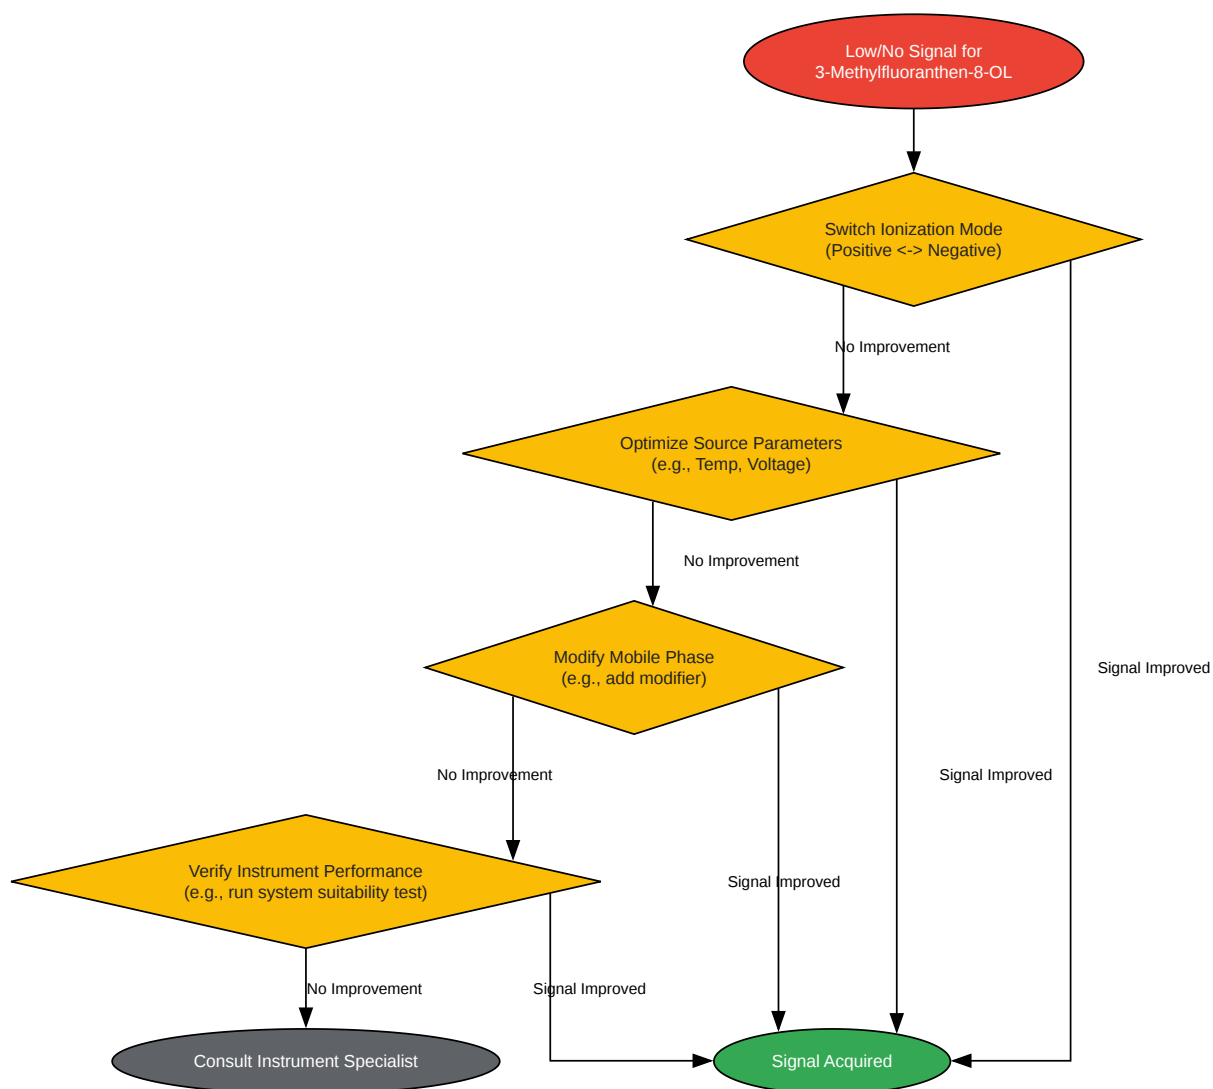 Low/No Signal for
3-Methylfluoranthen-8-OL
Switch Ionization Mode
(Positive <-> Negative)
No Improvement
Optimize Source Parameters
(e.g., Temp, Voltage)
No Improvement
Modify Mobile Phase
(e.g., add modifier)
Signal Improved
No Improvement
Signal Improved
Verify Instrument Performance
(e.g., run system suitability test)
Signal Improved
No Improvement
Signal Improved
Consult Instrument Specialist
Signal Acquired